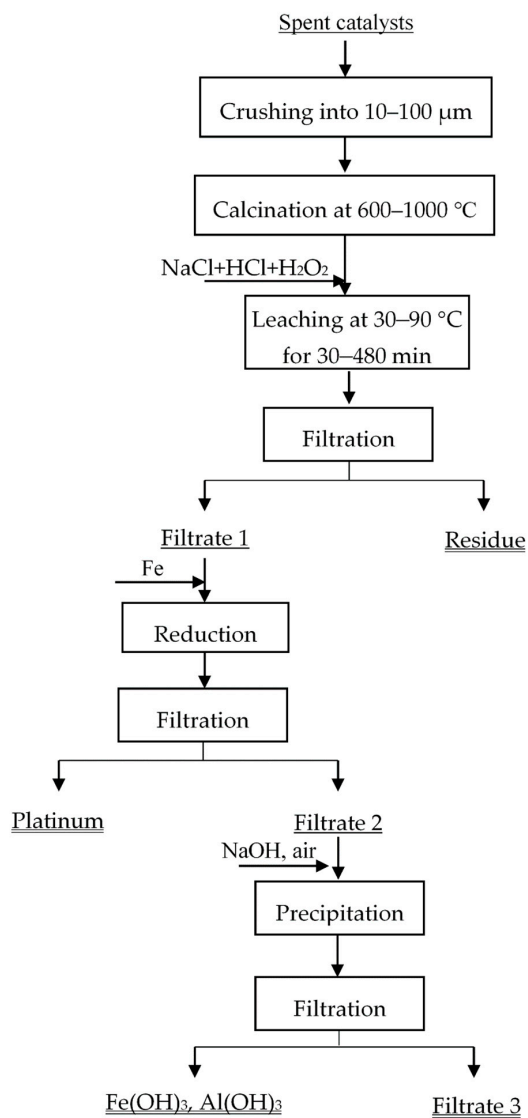 Spent catalysts
Crushing into 10–100 μm
Calcination at 600–1000 °C
NaCl+HCl+H₂O₂
Leaching at 30–90 °C
for 30–480 min
Filtration
Filtrate 1
Residue
Fe
Reduction
Filtration
Platinum
Filtrate 2
NaOH, air
Precipitation
Filtration
Fe(OH)₃, Al(OH)₃
Filtrate 3